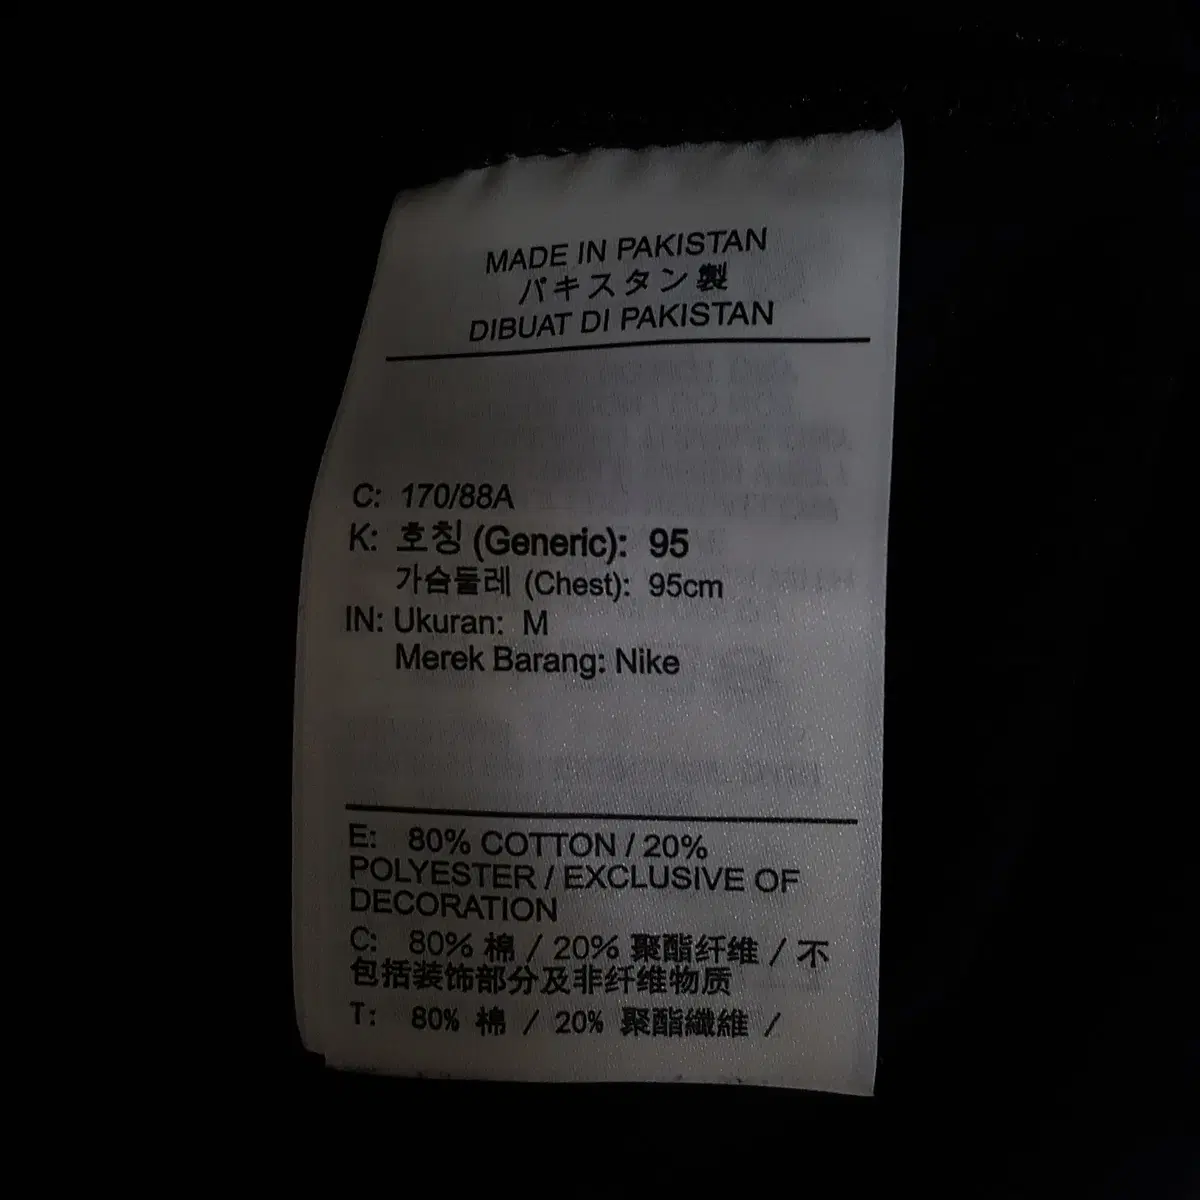 MADE IN PAKISTAN
パキスタン製
DIBUAT DI PAKISTAN
C: 170/88A
K: 호칭 (Generic): 95
가슴둘레 (Chest): 95cm
IN: Ukuran: M
Merek Barang: Nike
E: 80% COTTON / 20%
POLYESTER / EXCLUSIVE OF
DECORATION
C: 80% 棉 / 20% 聚酯纤维 / 不
包括装饰部分及非纤维物质
T: 80% 棉 / 20% 聚酯纖維 /